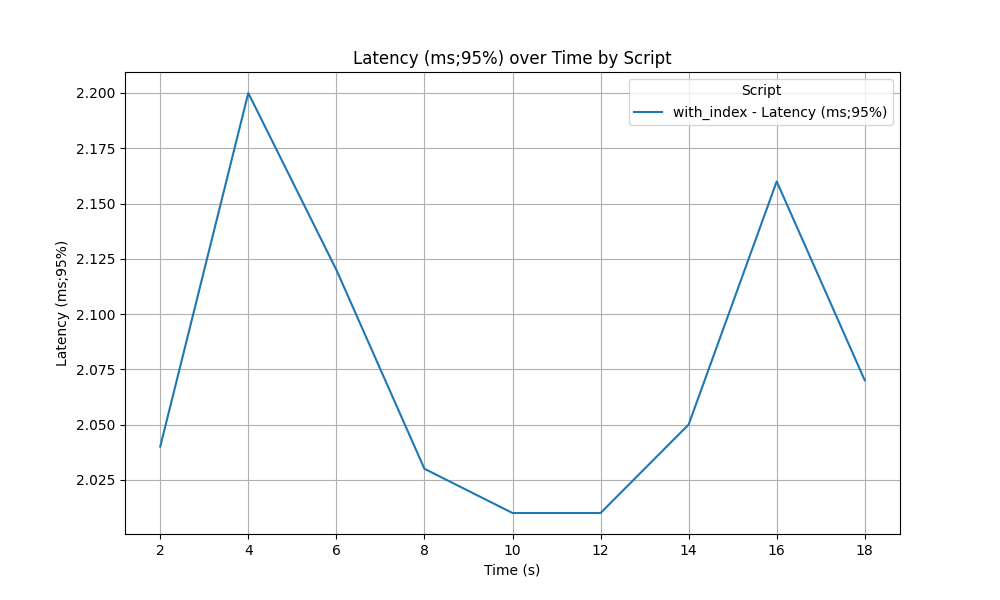 Latency (ms;95%) over Time by Script
Script
with_index - Latency (ms;95%)
Latency (ms;95%)
2.200
2.175
2.150
2.125
2.100
2.075
2.050
2.025
2 4 6 8 10 12 14 16 18
Time (s)